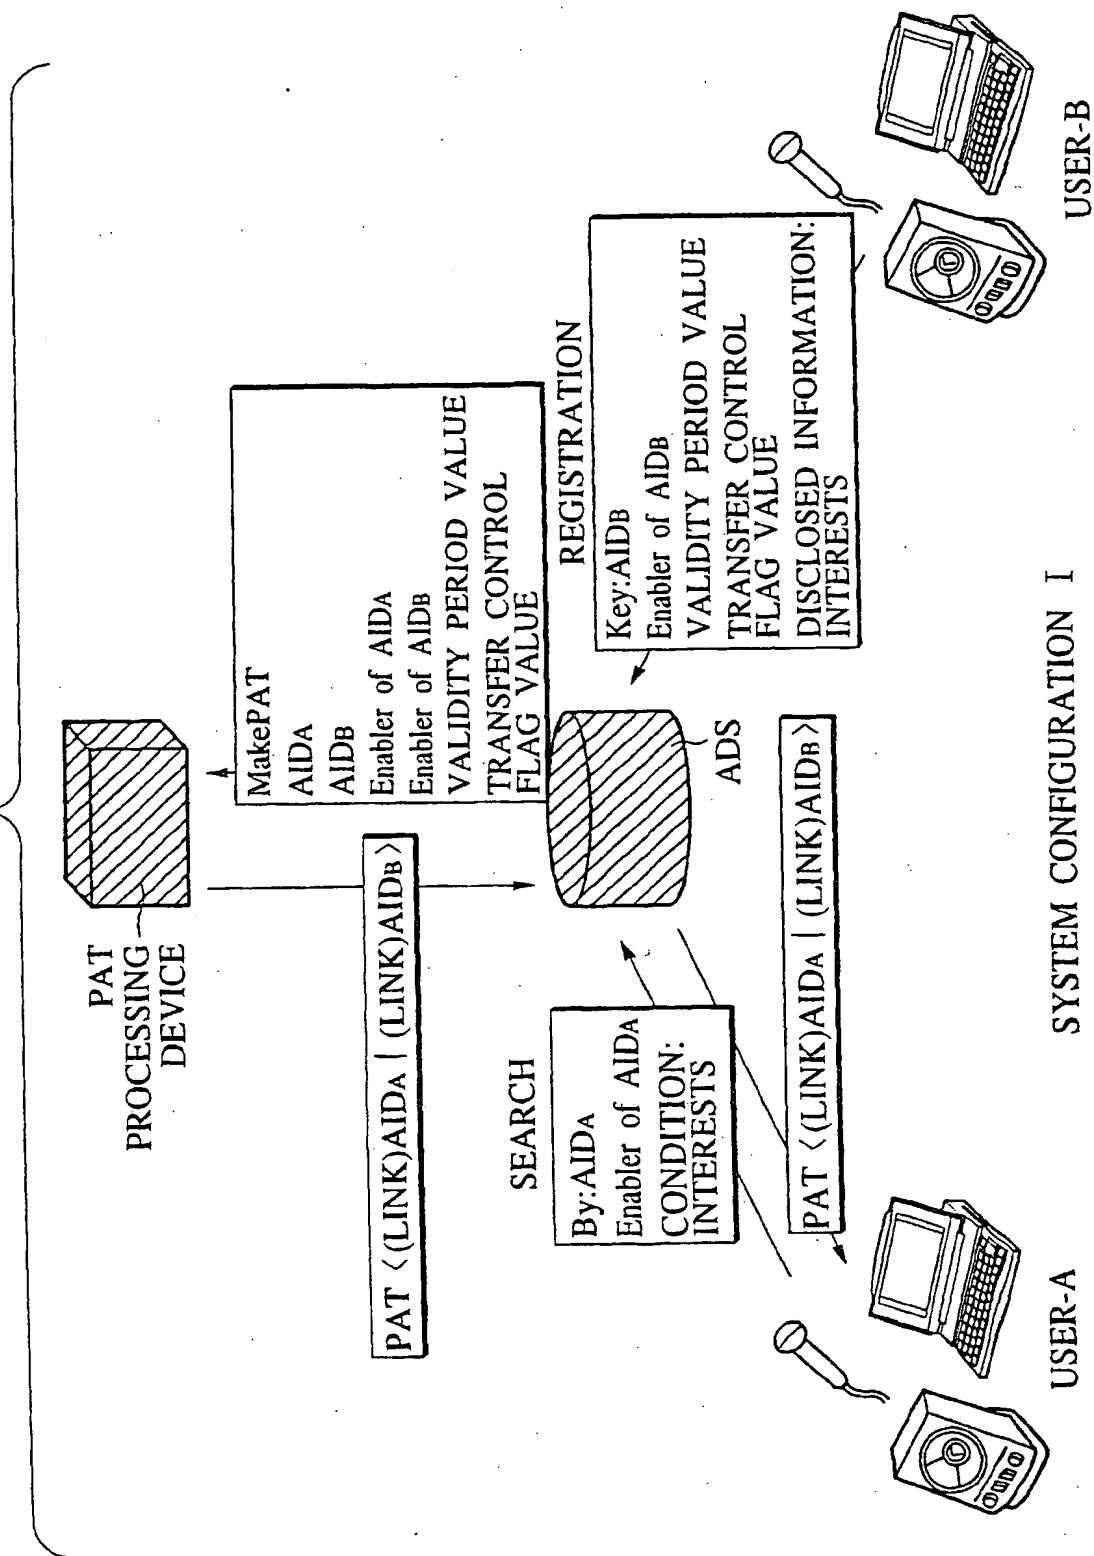 PAT
PROCESSING
DEVICE
MakePAT
AIDA
AIDB
Enabler of AIDA
Enabler of AIDB
VALIDITY PERIOD VALUE
TRANSFER CONTROL
FLAG VALUE
PAT <(LINK)AIDA | (LINK)AIDB>
SEARCH
By:AIDA
Enabler of AIDA
CONDITION:
INTERESTS
ADS
REGISTRATION
Key:AIDB
Enabler of AIDB
VALIDITY PERIOD VALUE
TRANSFER CONTROL
FLAG VALUE
DISCLOSED INFORMATION:
INTERESTS
PAT <(LINK)AIDA | (LINK)AIDB>
USER-A
USER-B
SYSTEM CONFIGURATION I